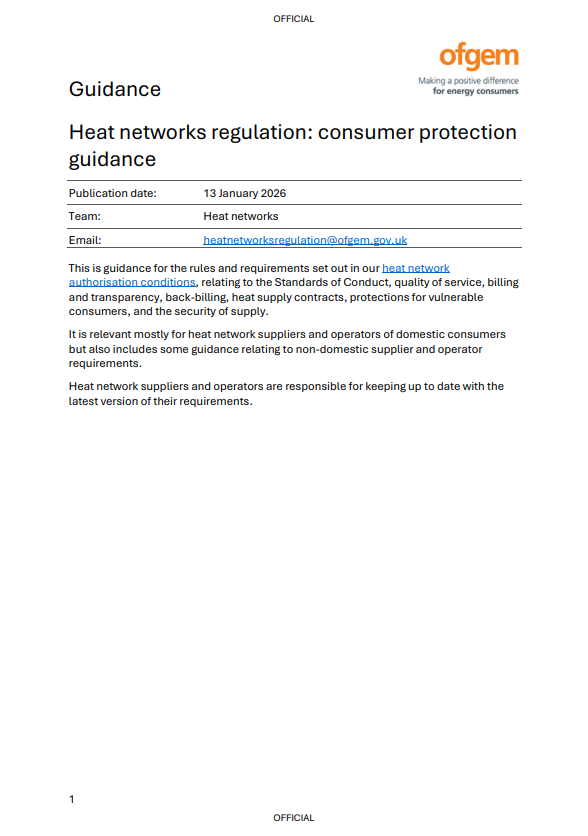 OFFICIAL
ofgem
Making a positive difference
for energy consumers
Guidance
Heat networks regulation: consumer protection
guidance
Publication date: 13 January 2026
Team: Heat networks
Email: heatnetworksregulation@ofgem.gov.uk
This is guidance for the rules and requirements set out in our heat network
authorisation conditions, relating to the Standards of Conduct, quality of service, billing
and transparency, back-billing, heat supply contracts, protections for vulnerable
consumers, and the security of supply.
It is relevant mostly for heat network suppliers and operators of domestic consumers
but also includes some guidance relating to non-domestic supplier and operator
requirements.
Heat network suppliers and operators are responsible for keeping up to date with the
latest version of their requirements.
1
OFFICIAL